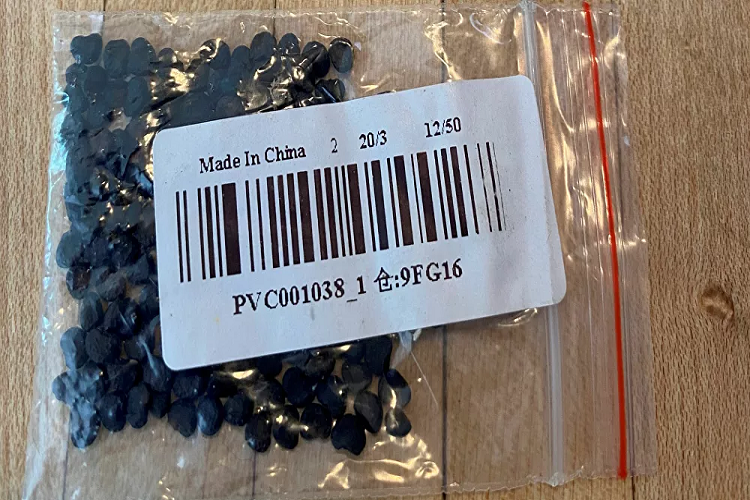 Made In China 2 20/3 12/50
PVC001038_1 仓:9FG16